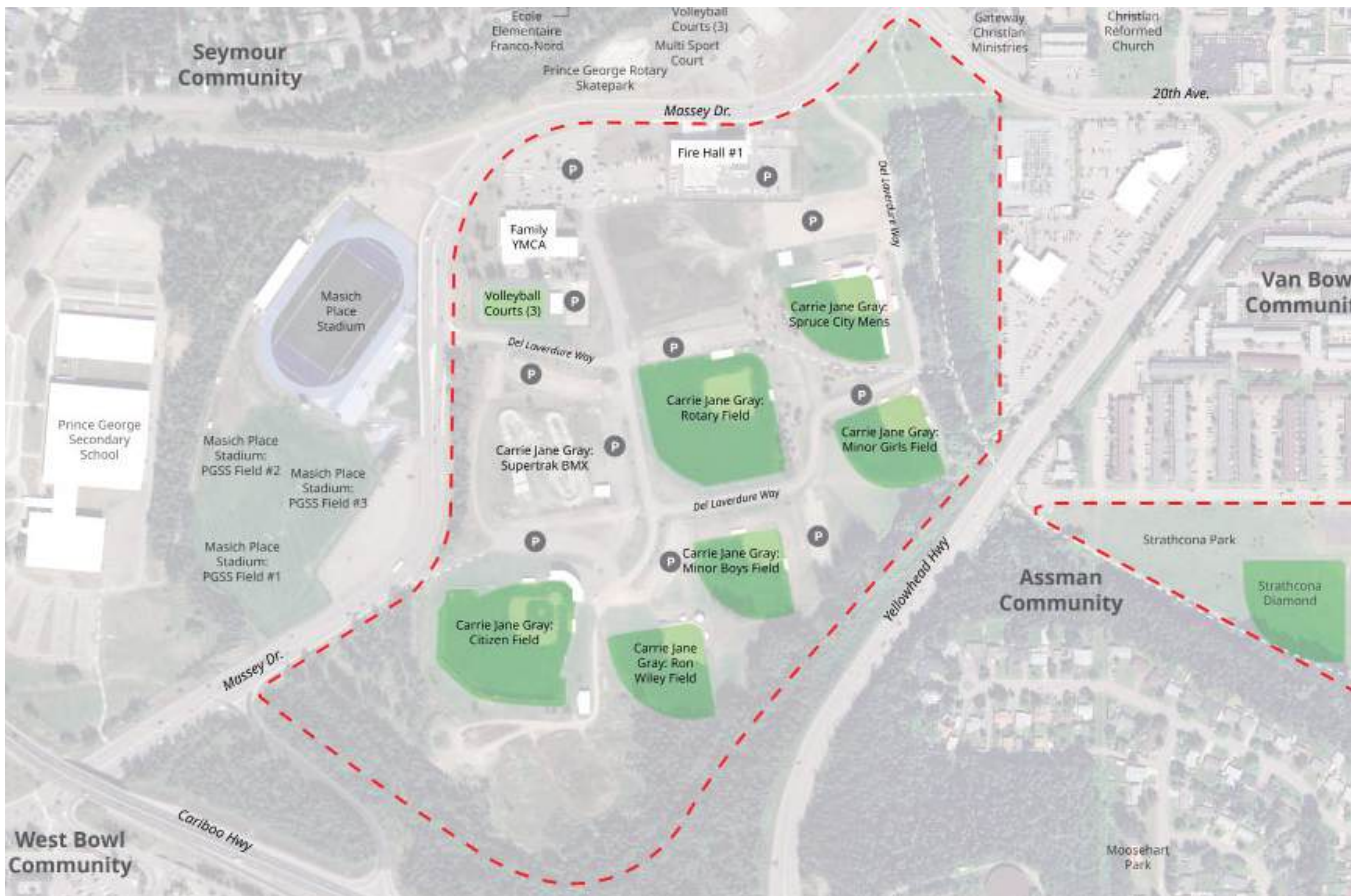 Ecole
Elementaire
Franco-Nord
Volleyball
Courts (3)
Multi Sport
Court
Gateway
Christian
Ministries
Christian
Reformed
Church
Seymour
Community
Prince George Rotary
Skatepark
Massey Dr.
20th Ave.
Fire Hall #1
P
P
Del Laverdure Way
P
Family
YMCA
Volleyball
Courts (3)
P
Masich
Place
Stadium
Carrie Jane Gray:
Spruce City Mens
Van Bow
Communit
Del Laverdure Way
P
P
P
Carrie Jane Gray:
Rotary Field
Prince George
Secondary
School
Masich Place
Stadium:
PGSS Field #2
Masich Place
Stadium:
PGSS Field #3
Carrie Jane Gray:
Supertrak BMX
P
Carrie Jane Gray:
Minor Girls Field
Del Laverdure Way
Masich Place
Stadium:
PGSS Field #1
P
P
Carrie Jane Gray:
Minor Boys Field
P
Yellowhead Hwy
Strathcona Park
Assman
Community
Strathcona
Diamond
Carrie Jane Gray:
Citizen Field
Carrie Jane
Gray: Ron
Wiley Field
Massey Dr.
Cariboo Hwy
West Bowl
Community
Moosehart
Park